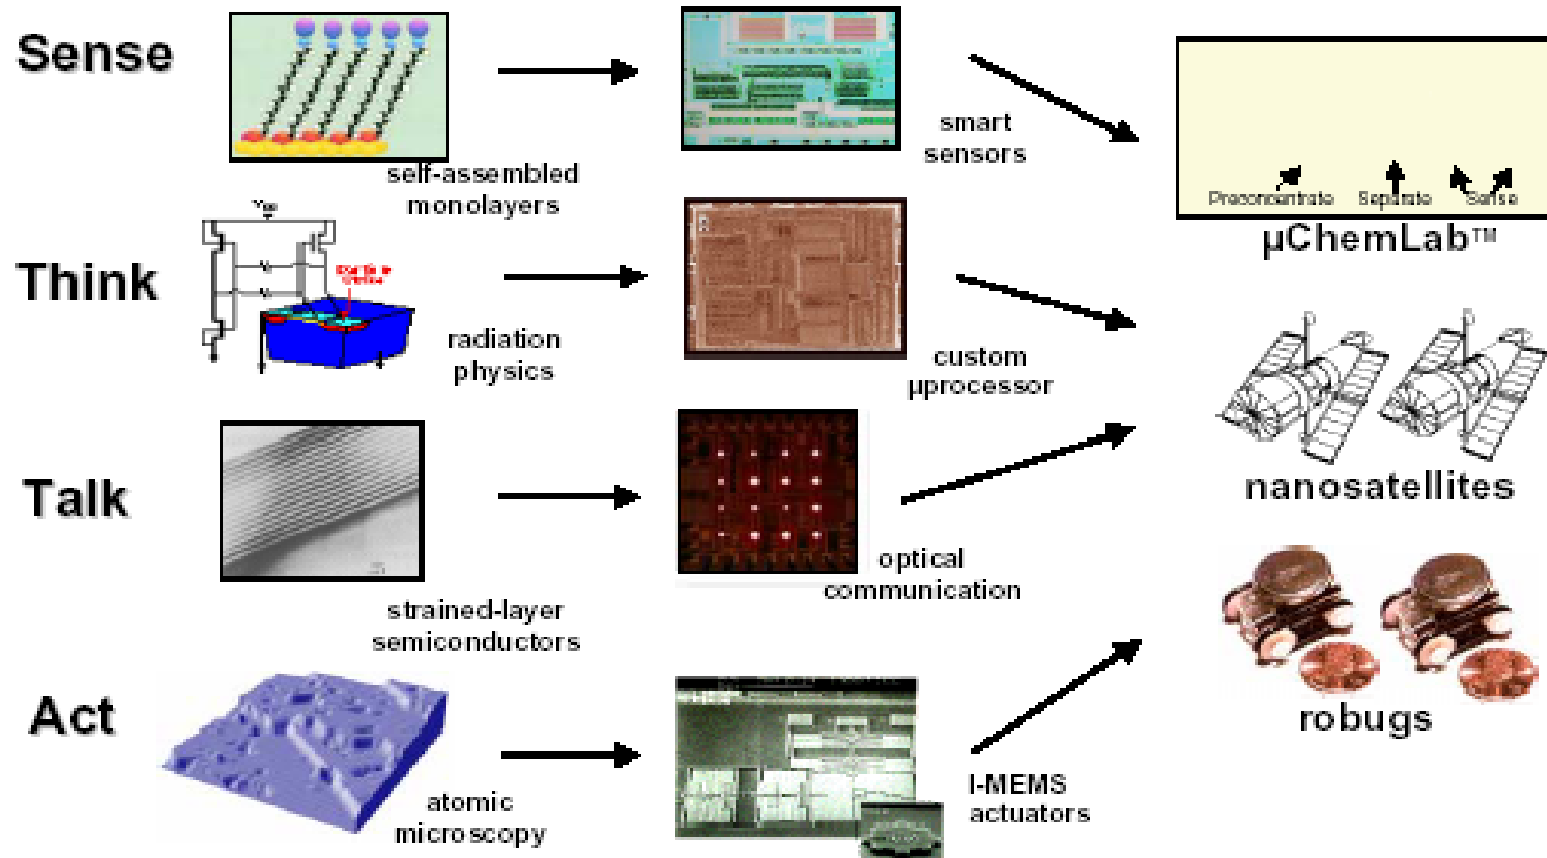 Sense
self-assembled
monolayers
smart
sensors
Preconcentrate Separate Sense
µChemLab™
Think
radiation
physics
custom
µprocessor
nanosatellites
Talk
strained-layer
semiconductors
optical
communication
robugs
Act
atomic
microscopy
I-MEMS
actuators